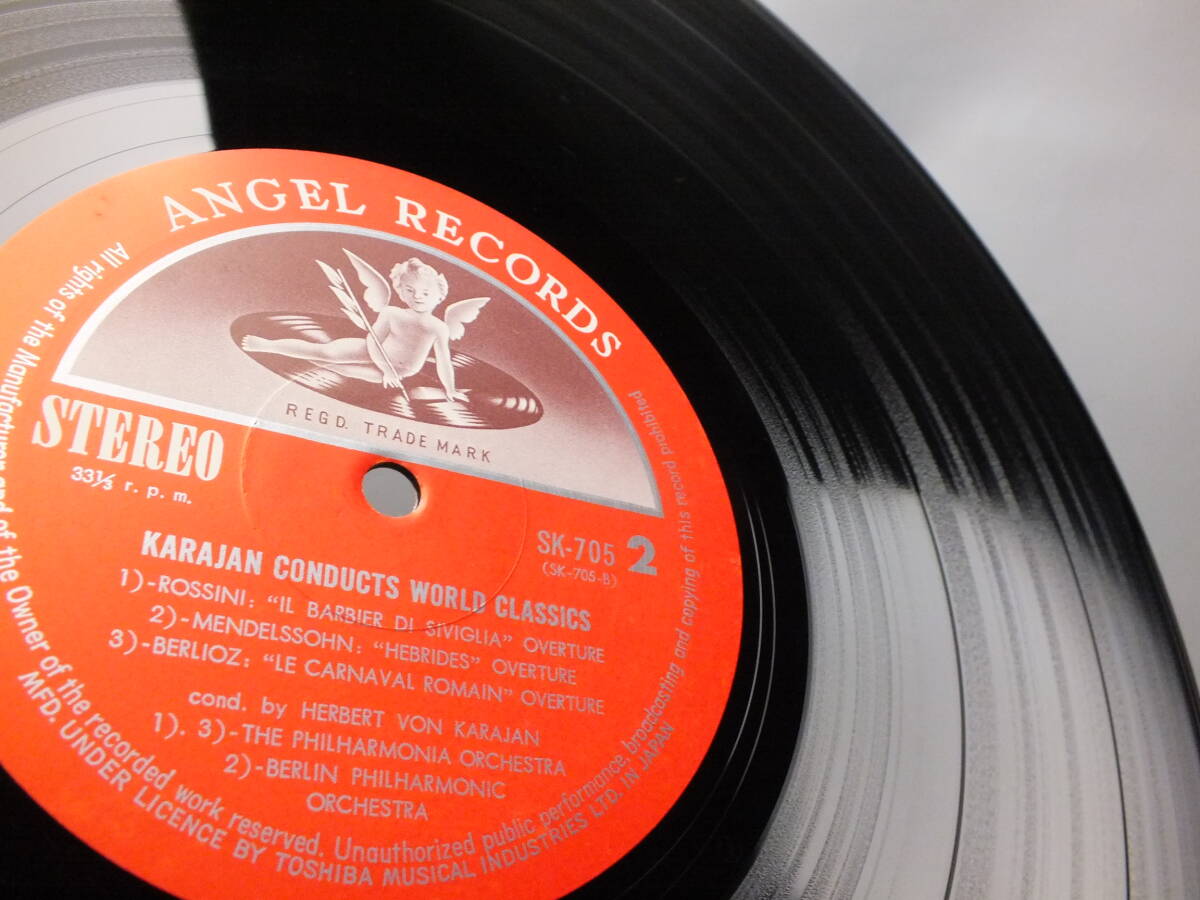 ANGEL RECORDS
REGD. TRADE MARK
STEREO
33⅓ r. p. m.
SK-705 2
(SK-705-B)
KARAJAN CONDUCTS WORLD CLASSICS
1)-ROSSINI: “IL BARBIER DI SIVIGLIA” OVERTURE
2)-MENDELSSOHN: “HEBRIDES” OVERTURE
3)-BERLIOZ: “LE CARNAVAL ROMAIN” OVERTURE
cond. by HERBERT VON KARAJAN
1). 3)-THE PHILHARMONIA ORCHESTRA
2)-BERLIN PHILHARMONIC
ORCHESTRA
All rights of the Manufacturer and of the Owner of the recorded work reserved. Unauthorized public performance, broadcasting and copying of this record prohibited
MFD. UNDER LICENCE BY TOSHIBA MUSICAL INDUSTRIES LTD. IN JAPAN